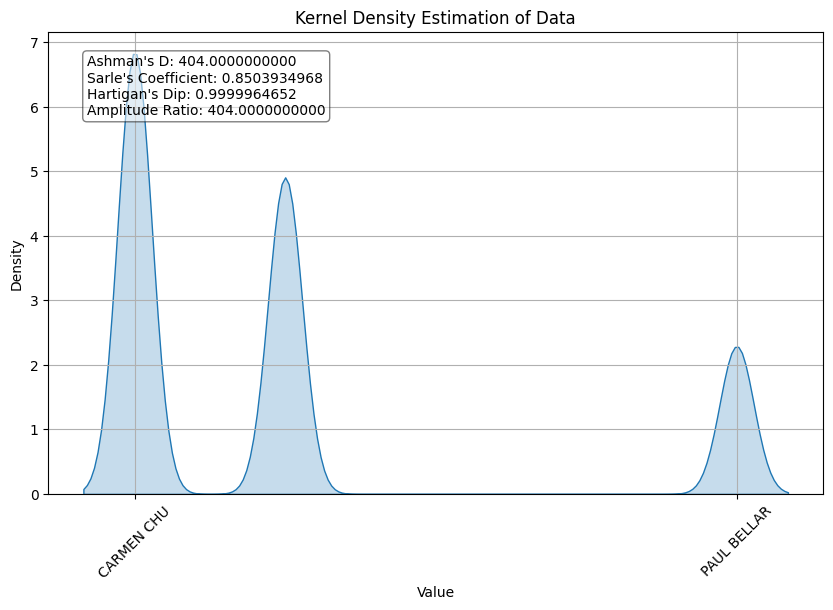 Kernel Density Estimation of Data
7
6
5
4
3
2
1
0
Density
Ashman's D: 404.0000000000
Sarle's Coefficient: 0.8503934968
Hartigan's Dip: 0.9999964652
Amplitude Ratio: 404.0000000000
CARMEN CHU
PAUL BELLAR
Value